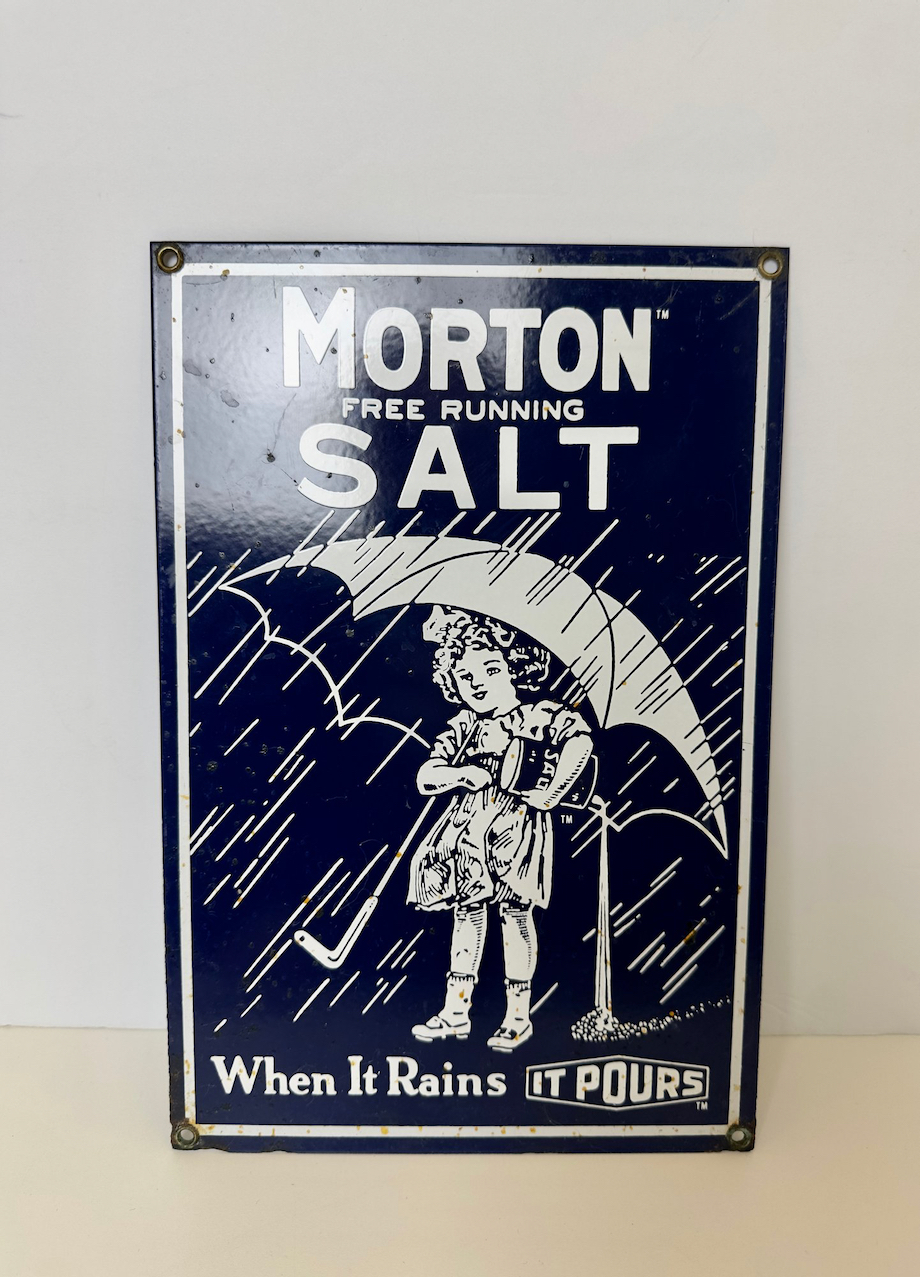 MORTON™
FREE RUNNING
SALT
SALT
TM
When It Rains IT POURS
TM